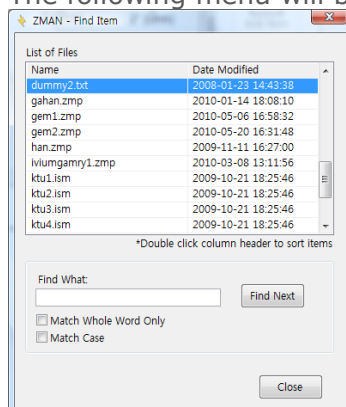 The following menu will b
ZMAN - Find Item
List of Files
Name Date Modified
dummy2.txt 2008-01-23 14:43:38
gahan.zmp 2010-01-14 18:08:10
gem1.zmp 2010-05-06 16:58:32
gem2.zmp 2010-05-20 16:31:48
han.zmp 2009-11-11 16:27:00
iviumgamry1.zmp 2010-03-08 13:11:56
ktu1.ism 2009-10-21 18:25:46
ktu2.ism 2009-10-21 18:25:46
ktu3.ism 2009-10-21 18:25:46
ktu4.ism 2009-10-21 18:25:46
*Double click column header to sort items
Find What:
Find Next
Match Whole Word Only
Match Case
Close